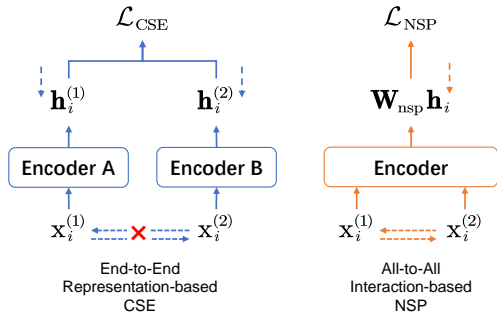 ℒ_CSE
h_i^(1) h_i^(2)
Encoder A Encoder B
x_i^(1) x_i^(2)
End-to-End
Representation-based
CSE
ℒ_NSP
W_nsp h_i
Encoder
x_i^(1) x_i^(2)
All-to-All
Interaction-based
NSP